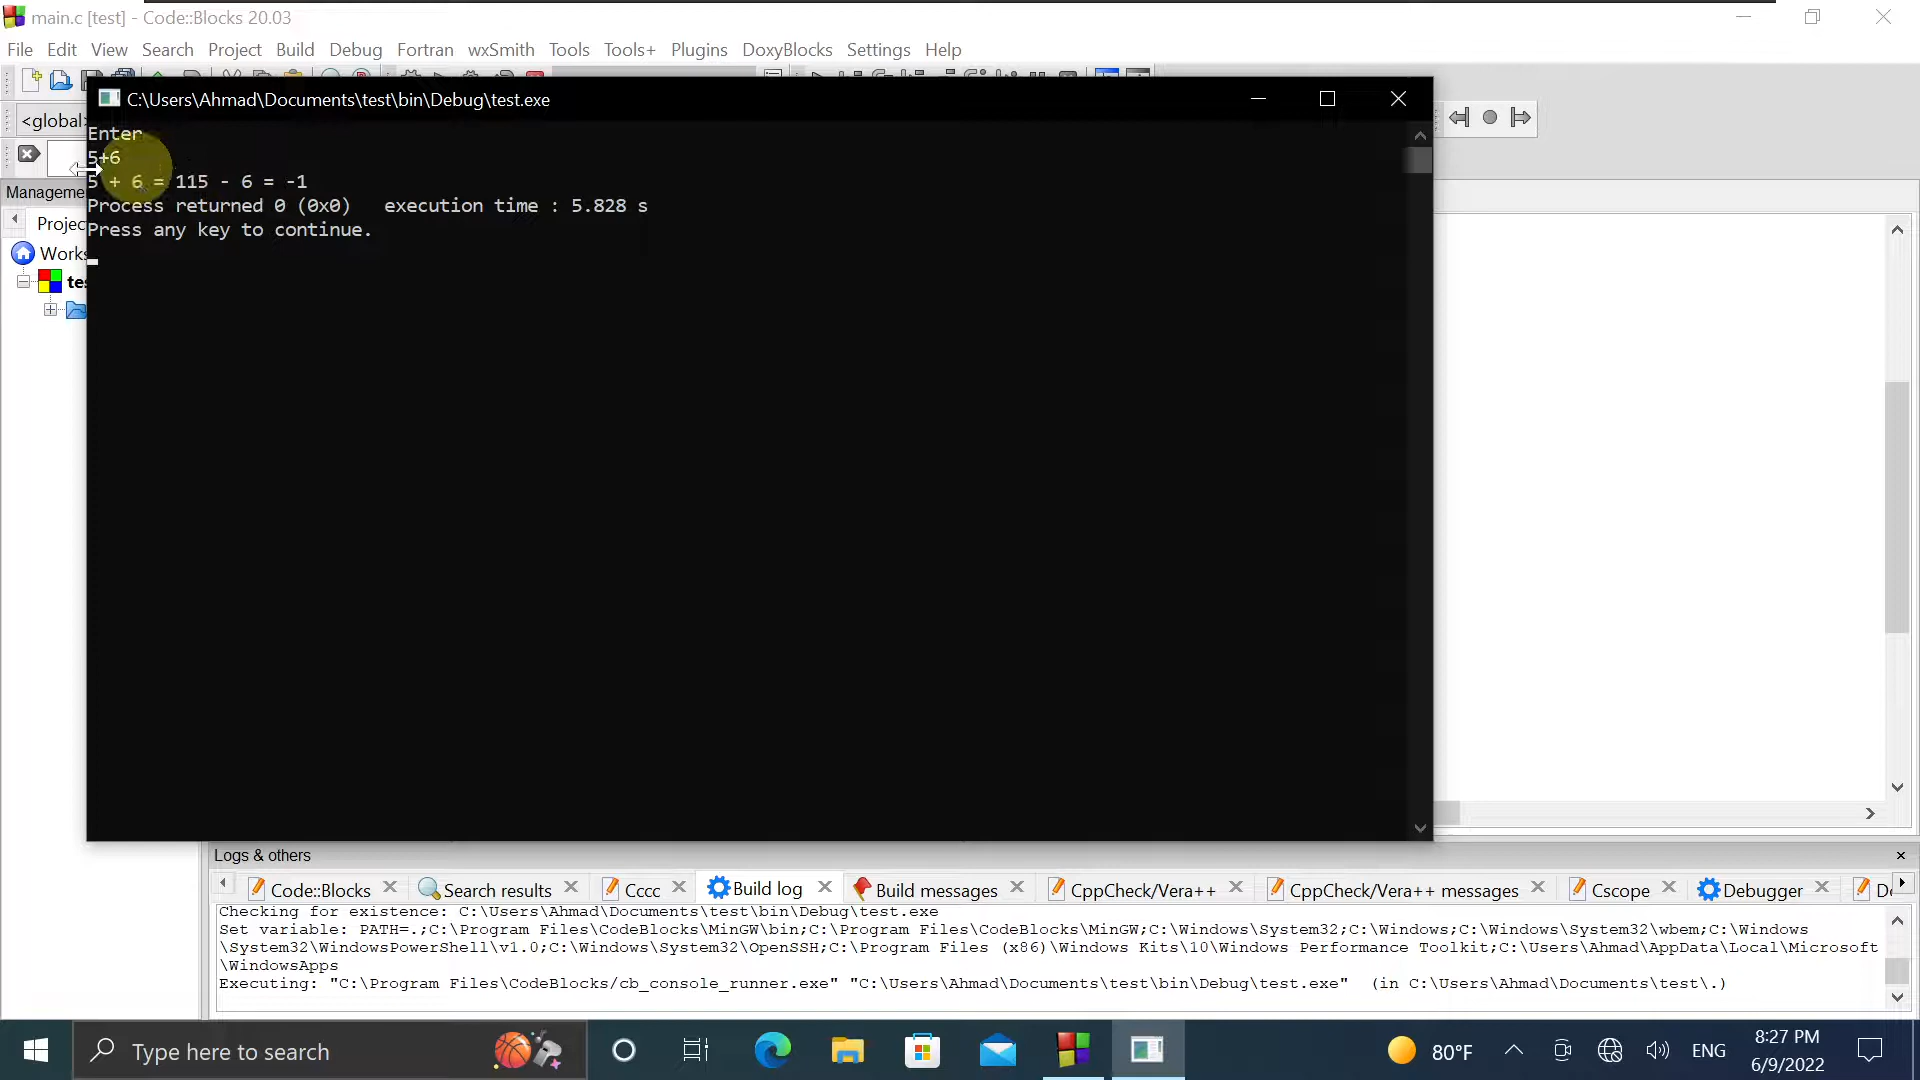 main.c [test] - Code::Blocks 20.03
File Edit View Search Project Build Debug Fortran wxSmith Tools Tools+ Plugins DoxyBlocks Settings Help
C:\Users\Ahmad\Documents\test\bin\Debug\test.exe
<global>
Enter
5+6
5 + 6 = 115 - 6 = -1
Process returned 0 (0x0)   execution time : 5.828 s
Press any key to continue.
Logs & others
Code::Blocks Search results Cccc Build log Build messages CppCheck/Vera++ CppCheck/Vera++ messages Cscope Debugger
Checking for existence: C:\Users\Ahmad\Documents\test\bin\Debug\test.exe
Set variable: PATH=.;C:\Program Files\CodeBlocks\MinGW\bin;C:\Program Files\CodeBlocks\MinGW;C:\Windows\System32;C:\Windows;C:\Windows\System32\wbem;C:\Windows
\System32\WindowsPowerShell\v1.0;C:\Windows\System32\OpenSSH;C:\Program Files (x86)\Windows Kits\10\Windows Performance Toolkit;C:\Users\Ahmad\AppData\Local\Microsoft
\WindowsApps
Executing: "C:\Program Files\CodeBlocks/cb_console_runner.exe" "C:\Users\Ahmad\Documents\test\bin\Debug\test.exe"  (in C:\Users\Ahmad\Documents\test\.)
Type here to search
80°F
ENG
8:27 PM
6/9/2022